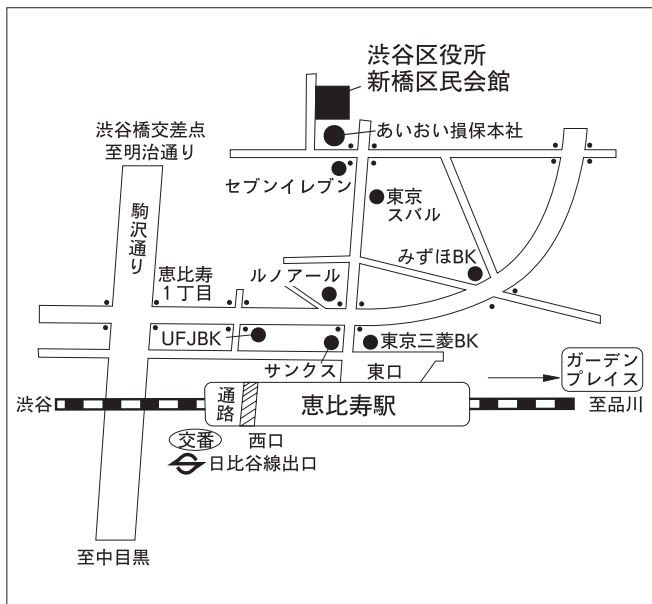 渋谷区役所
新橋区民会館
あいおい損保本社
渋谷橋交差点
至明治通り
セブンイレブン
東京
スバル
駒沢通り
みずほBK
恵比寿
1丁目
ルノアール
UFJBK
東京三菱BK
サンクス
東口
ガーデン
プレイス
渋谷
通路
恵比寿駅
至品川
交番
西口
日比谷線出口
至中目黒